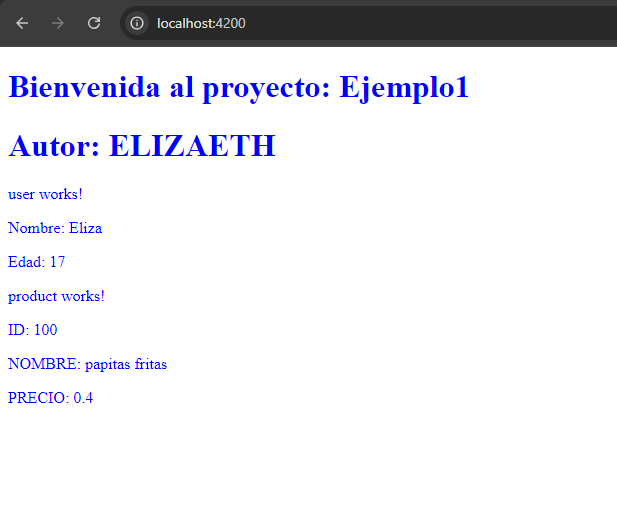 localhost:4200
Bienvenida al proyecto: Ejemplo1
Autor: ELIZAETH
user works!
Nombre: Eliza
Edad: 17
product works!
ID: 100
NOMBRE: papitas fritas
PRECIO: 0.4